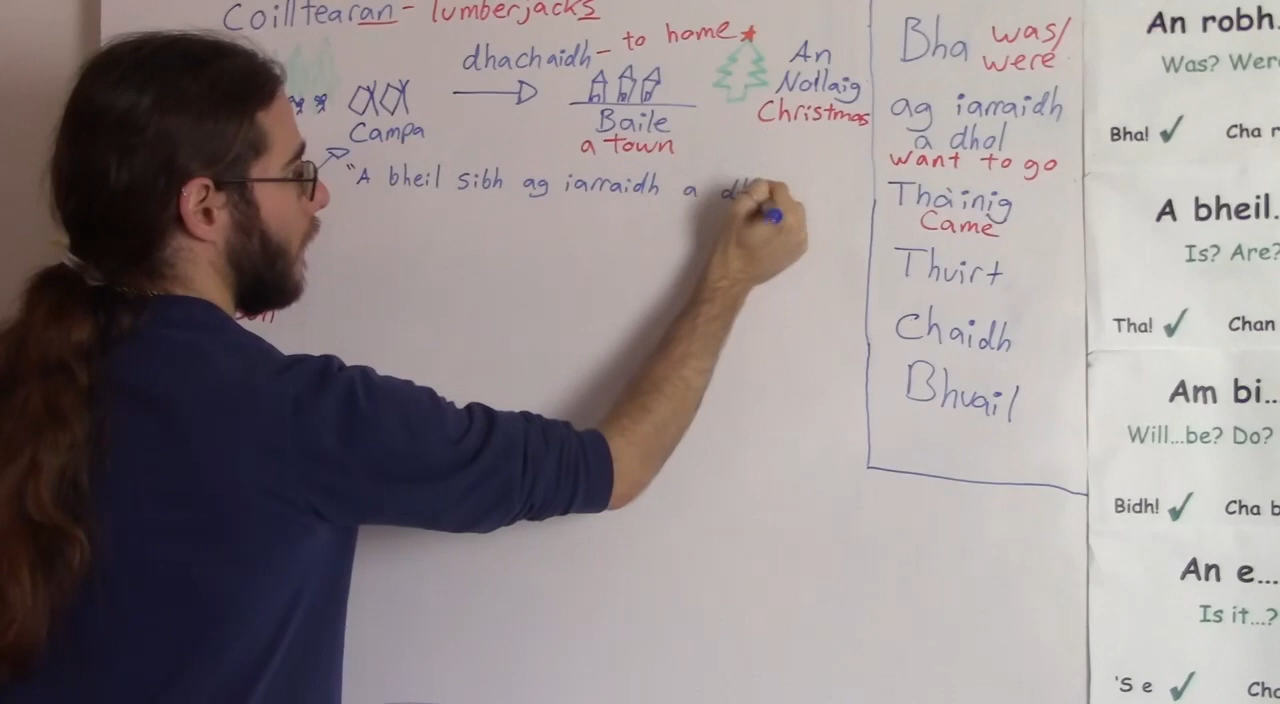 Coilltearan - lumberjacks
dhachaidh - to home
An
Nollaig
Christmas
Campa
Baile
a town
"A bheil sibh ag iarraidh a
Bha was/
were
ag iarraidh
a dhol
want to go
Thàinig
Came
Thuirt
Chaidh
Bhuail
An robh.
Was? Were
Bha! ✓ Cha
A bheil.
Is? Are?
Tha! ✓ Chan
Am bi..
Will...be? Do?
Bidh! ✓ Cha b
An e...
Is it...?
'S e ✓